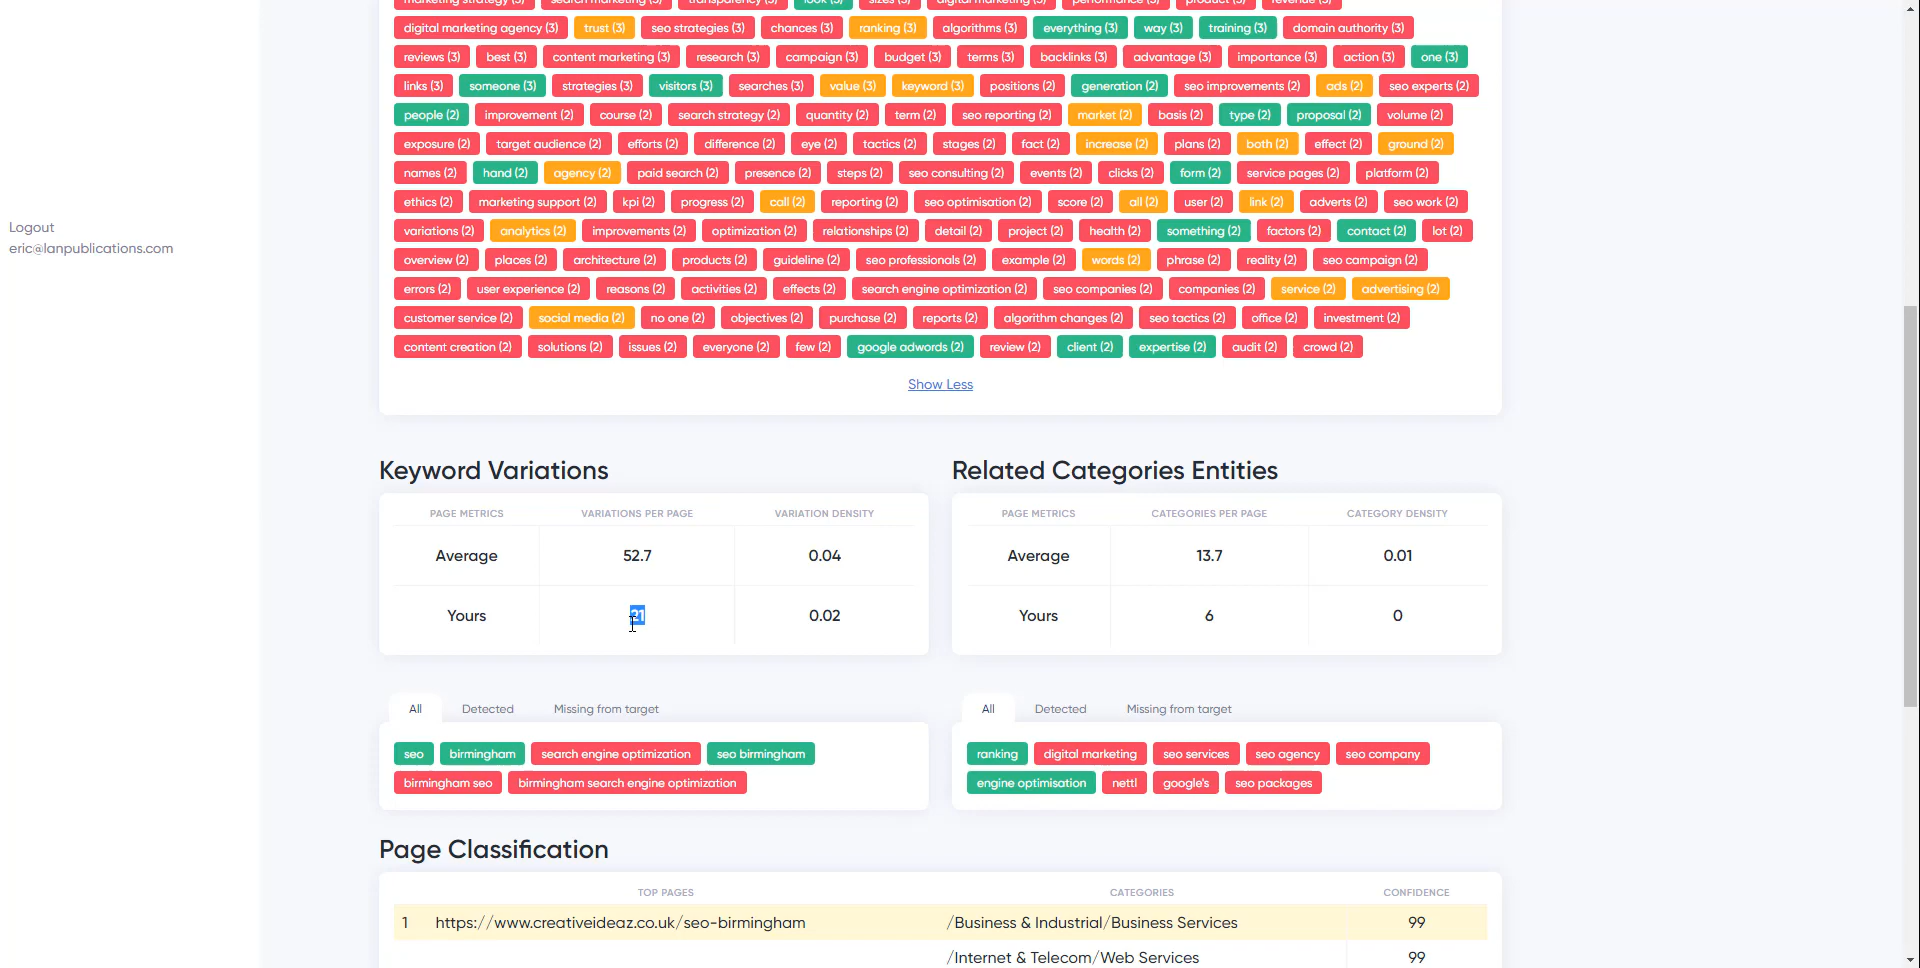 marketing strategy (3) search marketing (3) transparency (3) look (3) sizes (3) digital marketing (3) performance (3) product (3) revenue (3)
digital marketing agency (3) trust (3) seo strategies (3) chances (3) ranking (3) algorithms (3) everything (3) way (3) training (3) domain authority (3)
reviews (3) best (3) content marketing (3) research (3) campaign (3) budget (3) terms (3) backlinks (3) advantage (3) importance (3) action (3) one (3)
links (3) someone (3) strategies (3) visitors (3) searches (3) value (3) keyword (3) positions (2) generation (2) seo improvements (2) ads (2) seo experts (2)
people (2) improvement (2) course (2) search strategy (2) quantity (2) term (2) seo reporting (2) market (2) basis (2) type (2) proposal (2) volume (2)
exposure (2) target audience (2) efforts (2) difference (2) eye (2) tactics (2) stages (2) fact (2) increase (2) plans (2) both (2) effect (2) ground (2)
names (2) hand (2) agency (2) paid search (2) presence (2) steps (2) seo consulting (2) events (2) clicks (2) form (2) service pages (2) platform (2)
ethics (2) marketing support (2) kpi (2) progress (2) call (2) reporting (2) seo optimisation (2) score (2) all (2) user (2) link (2) adverts (2) seo work (2)
Logout
variations (2) analytics (2) improvements (2) optimization (2) relationships (2) detail (2) project (2) health (2) something (2) factors (2) contact (2) lot (2)
eric@lanpublications.com
overview (2) places (2) architecture (2) products (2) guideline (2) seo professionals (2) example (2) words (2) phrase (2) reality (2) seo campaign (2)
errors (2) user experience (2) reasons (2) activities (2) effects (2) search engine optimization (2) seo companies (2) companies (2) service (2) advertising (2)
customer service (2) social media (2) no one (2) objectives (2) purchase (2) reports (2) algorithm changes (2) seo tactics (2) office (2) investment (2)
content creation (2) solutions (2) issues (2) everyone (2) few (2) google adwords (2) review (2) client (2) expertise (2) audit (2) crowd (2)
Show Less
Keyword Variations
PAGE METRICS VARIATIONS PER PAGE VARIATION DENSITY
Average 52.7 0.04
Yours 21 0.02
All Detected Missing from target
seo birmingham search engine optimization seo birmingham
birmingham seo birmingham search engine optimization
Related Categories Entities
PAGE METRICS CATEGORIES PER PAGE CATEGORY DENSITY
Average 13.7 0.01
Yours 6 0
All Detected Missing from target
ranking digital marketing seo services seo agency seo company
engine optimisation nettl google's seo packages
Page Classification
TOP PAGES CATEGORIES CONFIDENCE
1 https://www.creativeideaz.co.uk/seo-birmingham /Business & Industrial/Business Services 99
/Internet & Telecom/Web Services 99